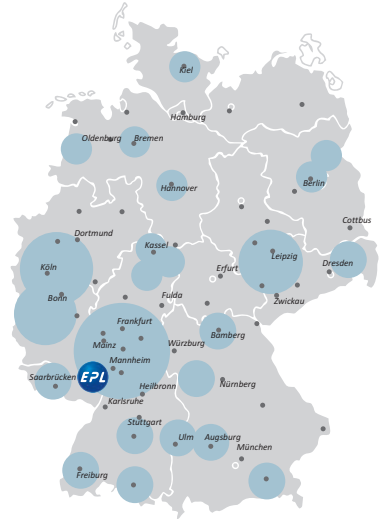 Kiel
Hamburg
Oldenburg
Bremen
Hannover
Berlin
Cottbus
Dortmund
Kassel
Leipzig
Köln
Erfurt
Dresden
Bonn
Fulda
Zwickau
Frankfurt
Mainz
Würzburg
Bamberg
Mannheim
Saarbrücken
EPL
Heilbronn
Nürnberg
Karlsruhe
Stuttgart
Ulm
Augsburg
München
Freiburg